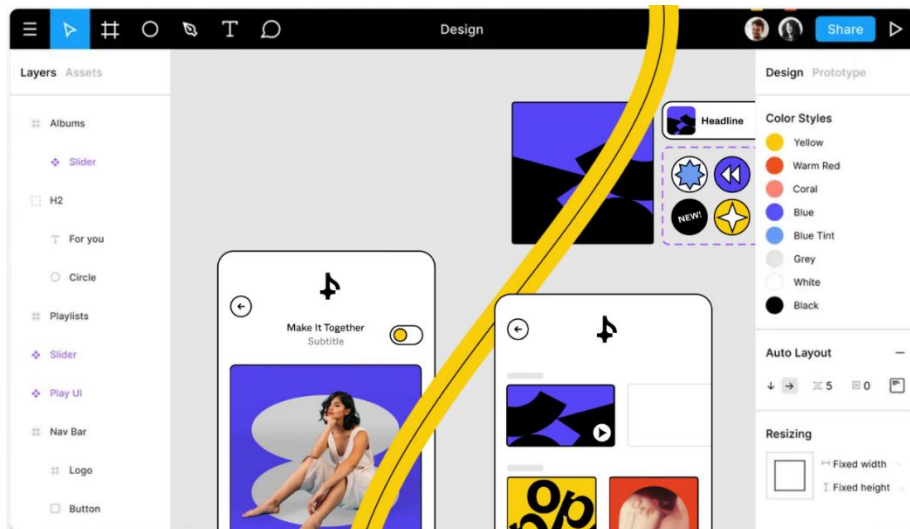 Design
Share
Layers Assets
Albums
Slider
H2
For you
Circle
Playlists
Slider
Play UI
Nav Bar
Logo
Button
Headline
NEW!
Make It Together
Subtitle
Design Prototype
Color Styles
Yellow
Warm Red
Coral
Blue
Blue Tint
Grey
White
Black
Auto Layout
5 0
Resizing
Fixed width
Fixed height